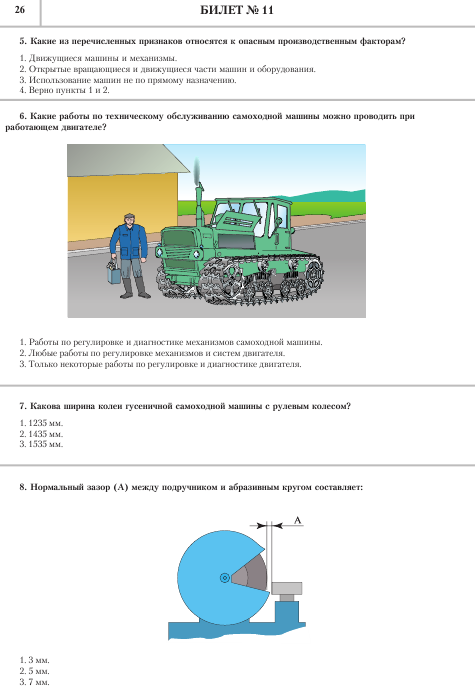 26
БИЛЕТ № 11
5. Какие из перечисленных признаков относятся к опасным производственным факторам?
1. Движущиеся машины и механизмы.
2. Открытые вращающиеся и движущиеся части машин и оборудования.
3. Использование машин не по прямому назначению.
4. Верно пункты 1 и 2.
6. Какие работы по техническому обслуживанию самоходной машины можно проводить при
работающем двигателе?
1. Работы по регулировке и диагностике механизмов самоходной машины.
2. Любые работы по регулировке механизмов и систем двигателя.
3. Только некоторые работы по регулировке и диагностике двигателя.
7. Какова ширина колеи гусеничной самоходной машины с рулевым колесом?
1. 1235 мм.
2. 1435 мм.
3. 1535 мм.
8. Нормальный зазор (А) между подручником и абразивным кругом составляет:
А
1. 3 мм.
2. 5 мм.
3. 7 мм.